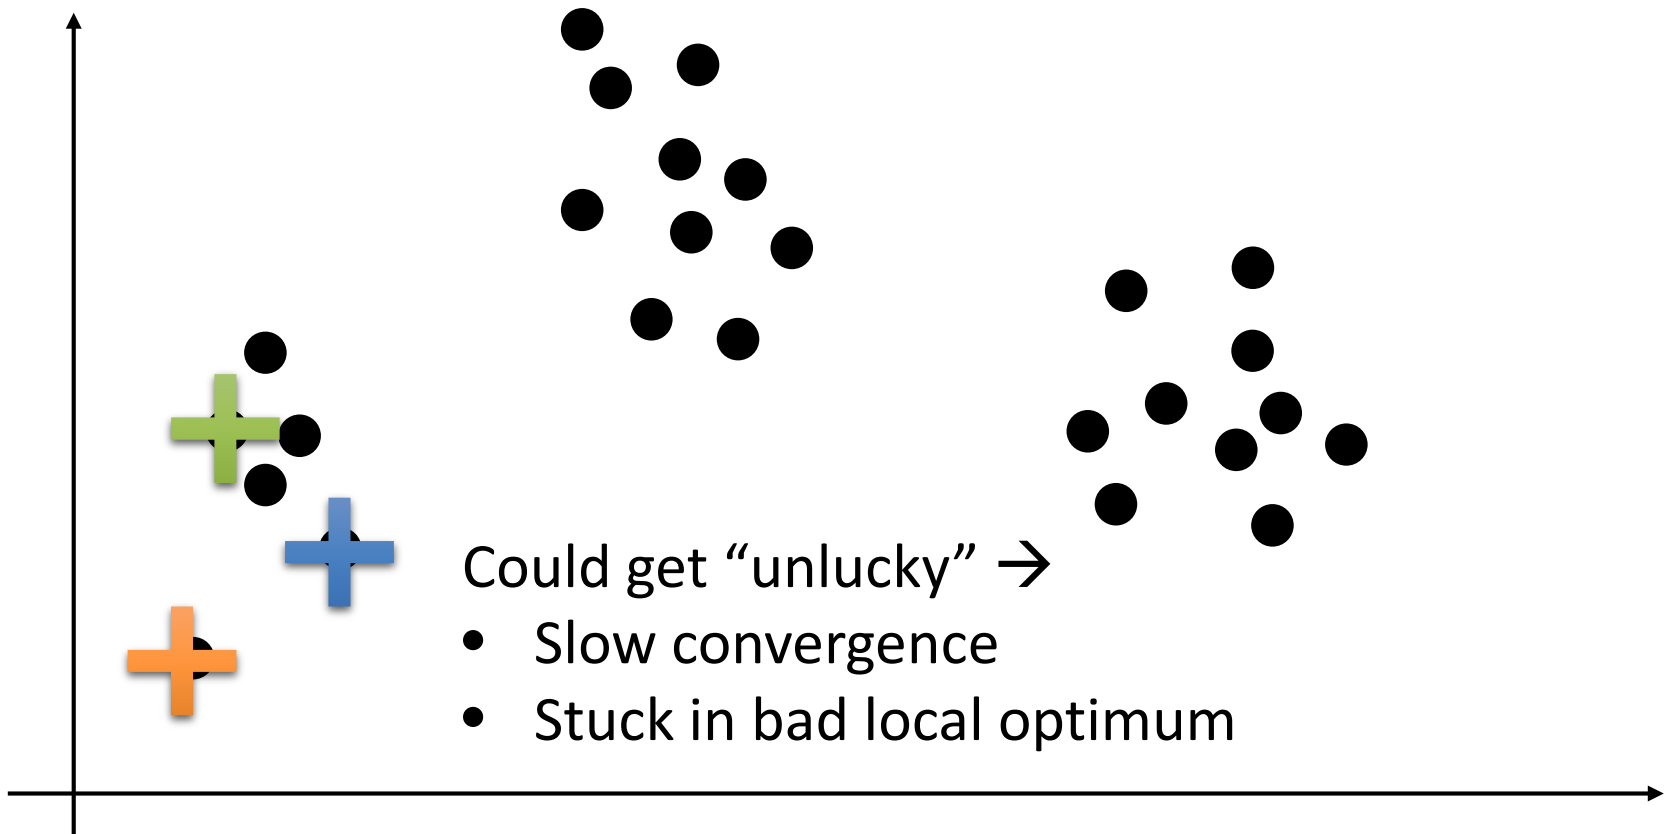 Could get “unlucky” →
• Slow convergence
• Stuck in bad local optimum